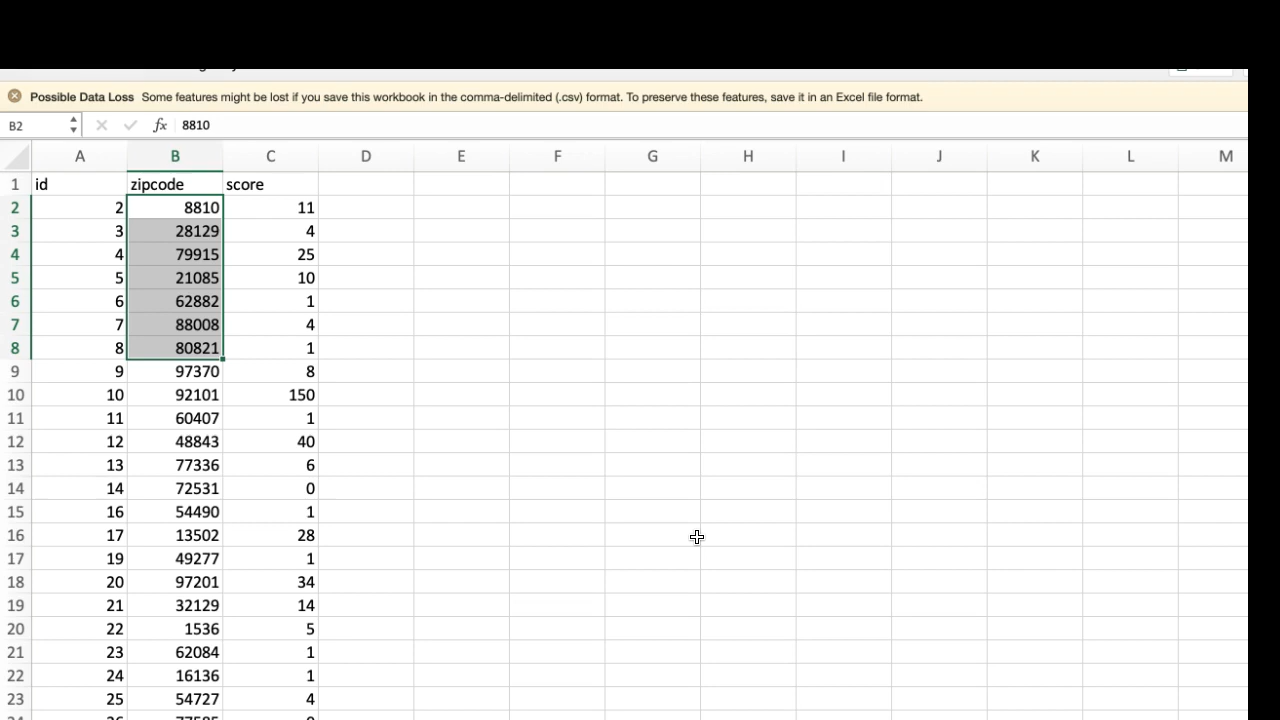 Possible Data Loss Some features might be lost if you save this workbook in the comma-delimited (.csv) format. To preserve these features, save it in an Excel file format.
B2 fx 8810
A B C D E F G H I J K L M
1 id zipcode score
2 2 8810 11
3 3 28129 4
4 4 79915 25
5 5 21085 10
6 6 62882 1
7 7 88008 4
8 8 80821 1
9 9 97370 8
10 10 92101 150
11 11 60407 1
12 12 48843 40
13 13 77336 6
14 14 72531 0
15 16 54490 1
16 17 13502 28
17 19 49277 1
18 20 97201 34
19 21 32129 14
20 22 1536 5
21 23 62084 1
22 24 16136 1
23 25 54727 4